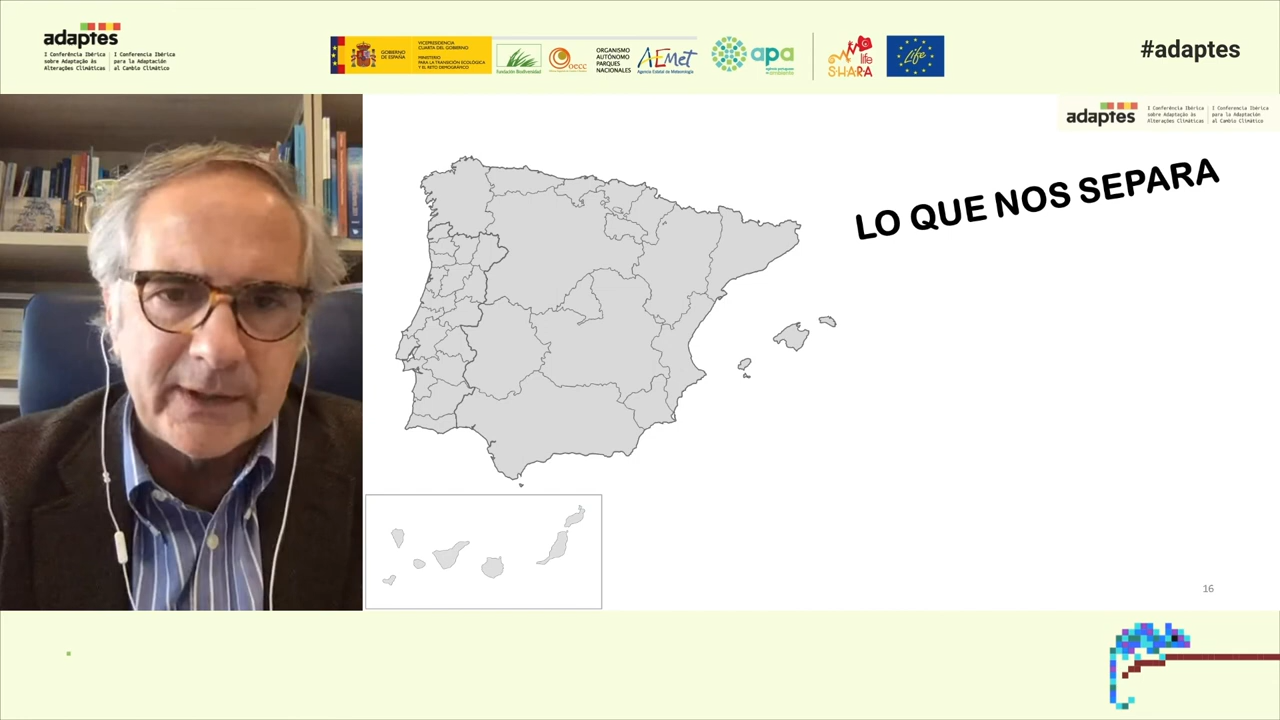 adaptes
I Conferência Ibérica
sobre Adaptação às
Alterações Climáticas
I Conferencia Ibérica
para la Adaptación
al Cambio Climático
GOBIERNO
DE ESPAÑA
VICEPRESIDENCIA
CUARTA DEL GOBIERNO
MINISTERIO
PARA LA TRANSICIÓN ECOLÓGICA
Y EL RETO DEMOGRÁFICO
Fundación Biodiversidad
oecc
ORGANISMO
AUTÓNOMO
PARQUES
NACIONALES
AEMet
Agencia Estatal de Meteorología
apa
life
SHARA
Life
#adaptes
adaptes
I Conferência Ibérica
sobre Adaptação às
Alterações Climáticas
I Conferencia Ibérica
para la Adaptación
al Cambio Climático
LO QUE NOS SEPARA
16